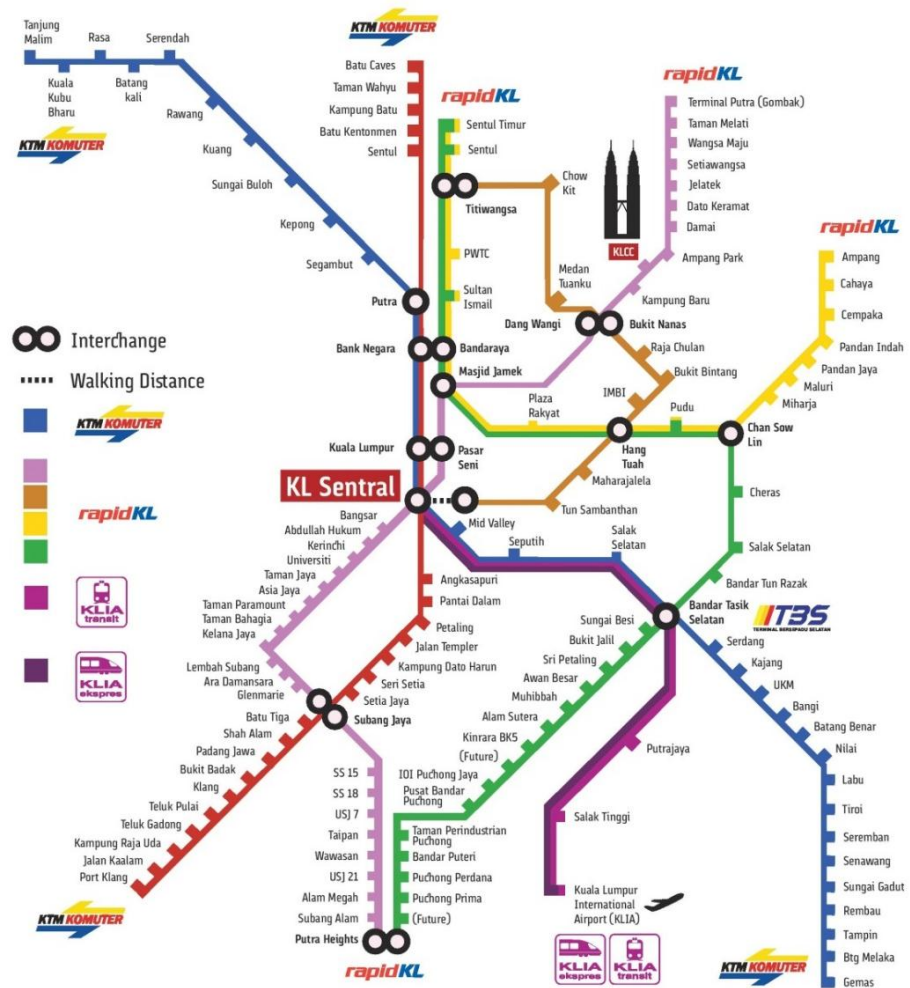 Tanjung
Malim
Rasa
Serendah
Kuala
Kubu
Bharu
Batang
kali
KTM KOMUTER
Rawang
Kuang
Sungai Buloh
Kepong
Segambut
Putra
KTM KOMUTER
Batu Caves
Taman Wahyu
Kampung Batu
Batu Kentonmen
Sentul
rapidKL
Sentul Timur
Sentul
Titiwangsa
PWTC
Sultan
Ismail
Bank Negara
Bandaraya
Masjid Jamek
Chow
Kit
Medan
Tuanku
Dang Wangi
Bukit Nanas
KLCC
rapidKL
Terminal Putra (Gombak)
Taman Melati
Wangsa Maju
Setiawangsa
Jelatek
Dato Keramat
Damai
Ampang Park
Kampung Baru
Raja Chulan
Bukit Bintang
IMBI
rapidKL
Ampang
Cahaya
Cempaka
Pandan Indah
Pandan Jaya
Maluri
Miharja
Plaza
Rakyat
Pudu
Hang
Tuah
Chan Sow
Lin
Maharajalela
Tun Sambanthan
Cheras
Salak Selatan
Bandar Tun Razak
Interchange
Walking Distance
KTM KOMUTER
rapidKL
KLIA
transit
KLIA
ekspres
Kuala Lumpur
Pasar
Seni
KL Sentral
Mid Valley
Seputih
Salak
Selatan
Bandar Tasik
Selatan
TBS
TERMINAL BERSEPADU SELATAN
Bangsar
Abdullah Hukum
Kerinchi
Universiti
Taman Jaya
Asia Jaya
Taman Paramount
Taman Bahagia
Kelana Jaya
Lembah Subang
Ara Damansara
Glenmarie
Angkasapuri
Pantai Dalam
Petaling
Jalan Templer
Kampung Dato Harun
Seri Setia
Setia Jaya
Subang Jaya
Batu Tiga
Shah Alam
Padang Jawa
Bukit Badak
Klang
Teluk Pulai
Teluk Gadong
Kampung Raja Uda
Jalan Kaalam
Port Klang
KTM KOMUTER
SS 15
SS 18
USJ 7
Taipan
Wawasan
USJ 21
Alam Megah
Subang Alam
Putra Heights
rapidKL
Sungai Besi
Bukit Jalil
Sri Petaling
Awan Besar
Muhibbah
Alam Sutera
Kinrara BK5
(Future)
IOI Puchong Jaya
Pusat Bandar
Puchong
Taman Perindustrian
Puchong
Bandar Puteri
Puchong Perdana
Puchong Prima
(Future)
Putrajaya
Salak Tinggi
Kuala Lumpur
International
Airport (KLIA)
KLIA
ekspres
KLIA
transit
Serdang
Kajang
UKM
Bangi
Batang Benar
Nilai
Labu
Tiroi
Seremban
Senawang
Sungai Gadut
Rembau
Tampin
Btg Melaka
Gemas
KTM KOMUTER